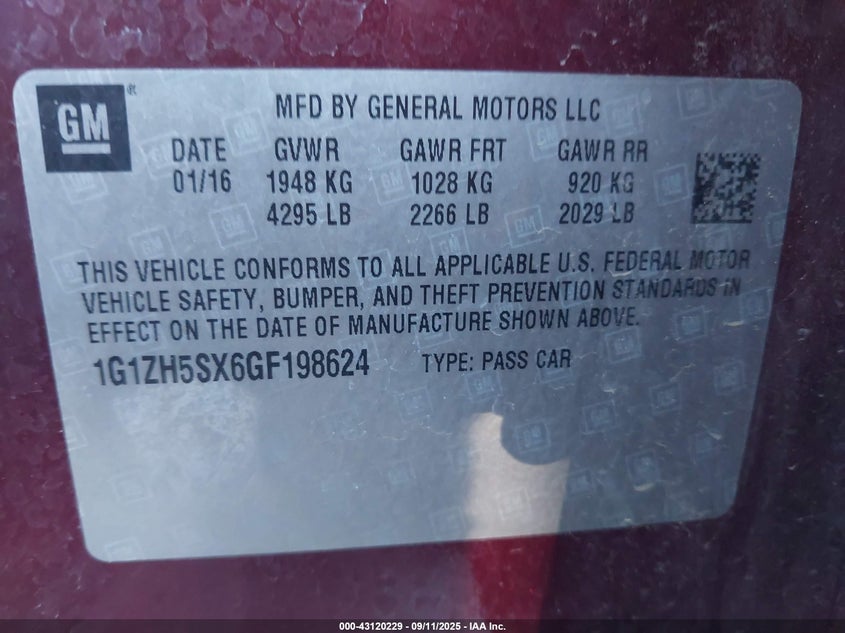 GM
MFD BY GENERAL MOTORS LLC
DATE GVWR GAWR FRT GAWR RR
01/16 1948 KG 1028 KG 920 KG
4295 LB 2266 LB 2029 LB
THIS VEHICLE CONFORMS TO ALL APPLICABLE U.S. FEDERAL MOTOR
VEHICLE SAFETY, BUMPER, AND THEFT PREVENTION STANDARDS IN
EFFECT ON THE DATE OF MANUFACTURE SHOWN ABOVE.
1G1ZH5SX6GF198624 TYPE: PASS CAR
000-43120229 - 09/11/2025 - IAA Inc.